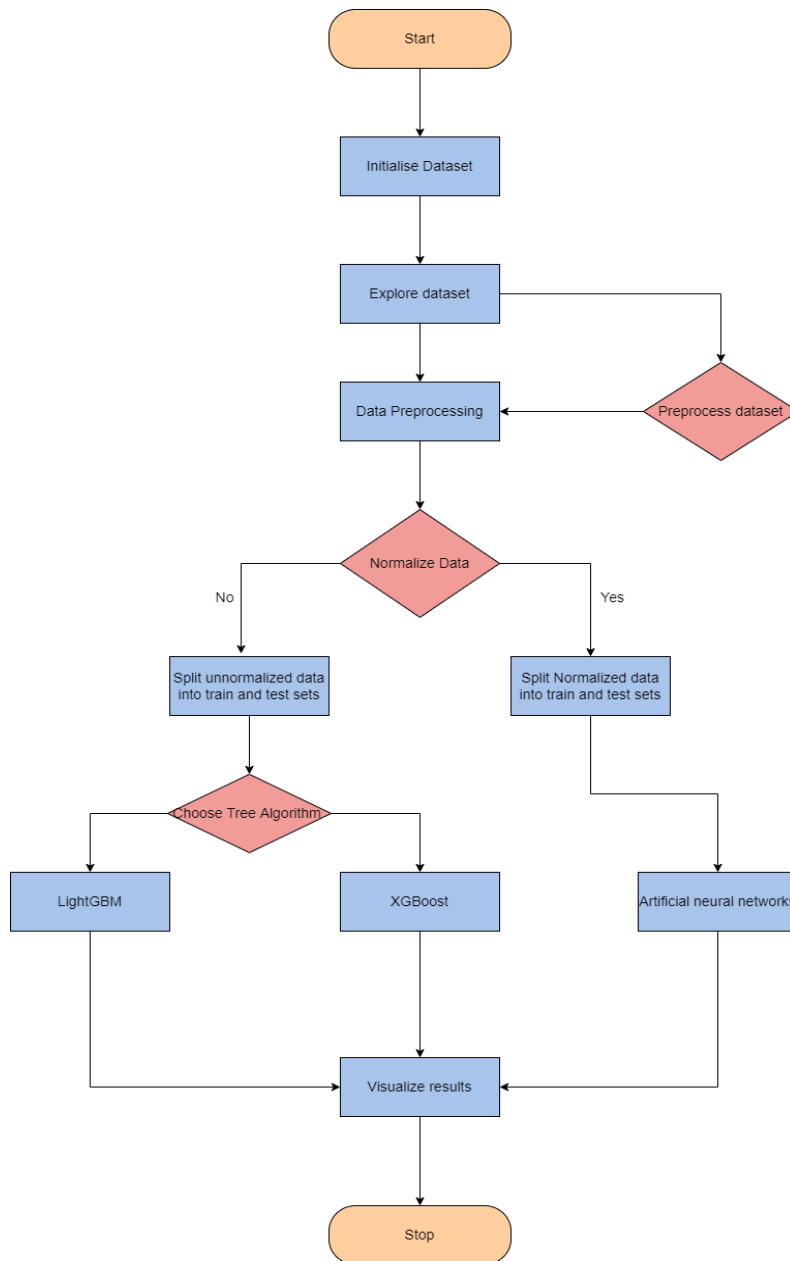 Start
Initialise Dataset
Explore dataset
Data Preprocessing
Preprocess dataset
Normalize Data
No
Yes
Split unnormalized data
into train and test sets
Split Normalized data
into train and test sets
Choose Tree Algorithm
LightGBM
XGBoost
Artificial neural networks
Visualize results
Stop